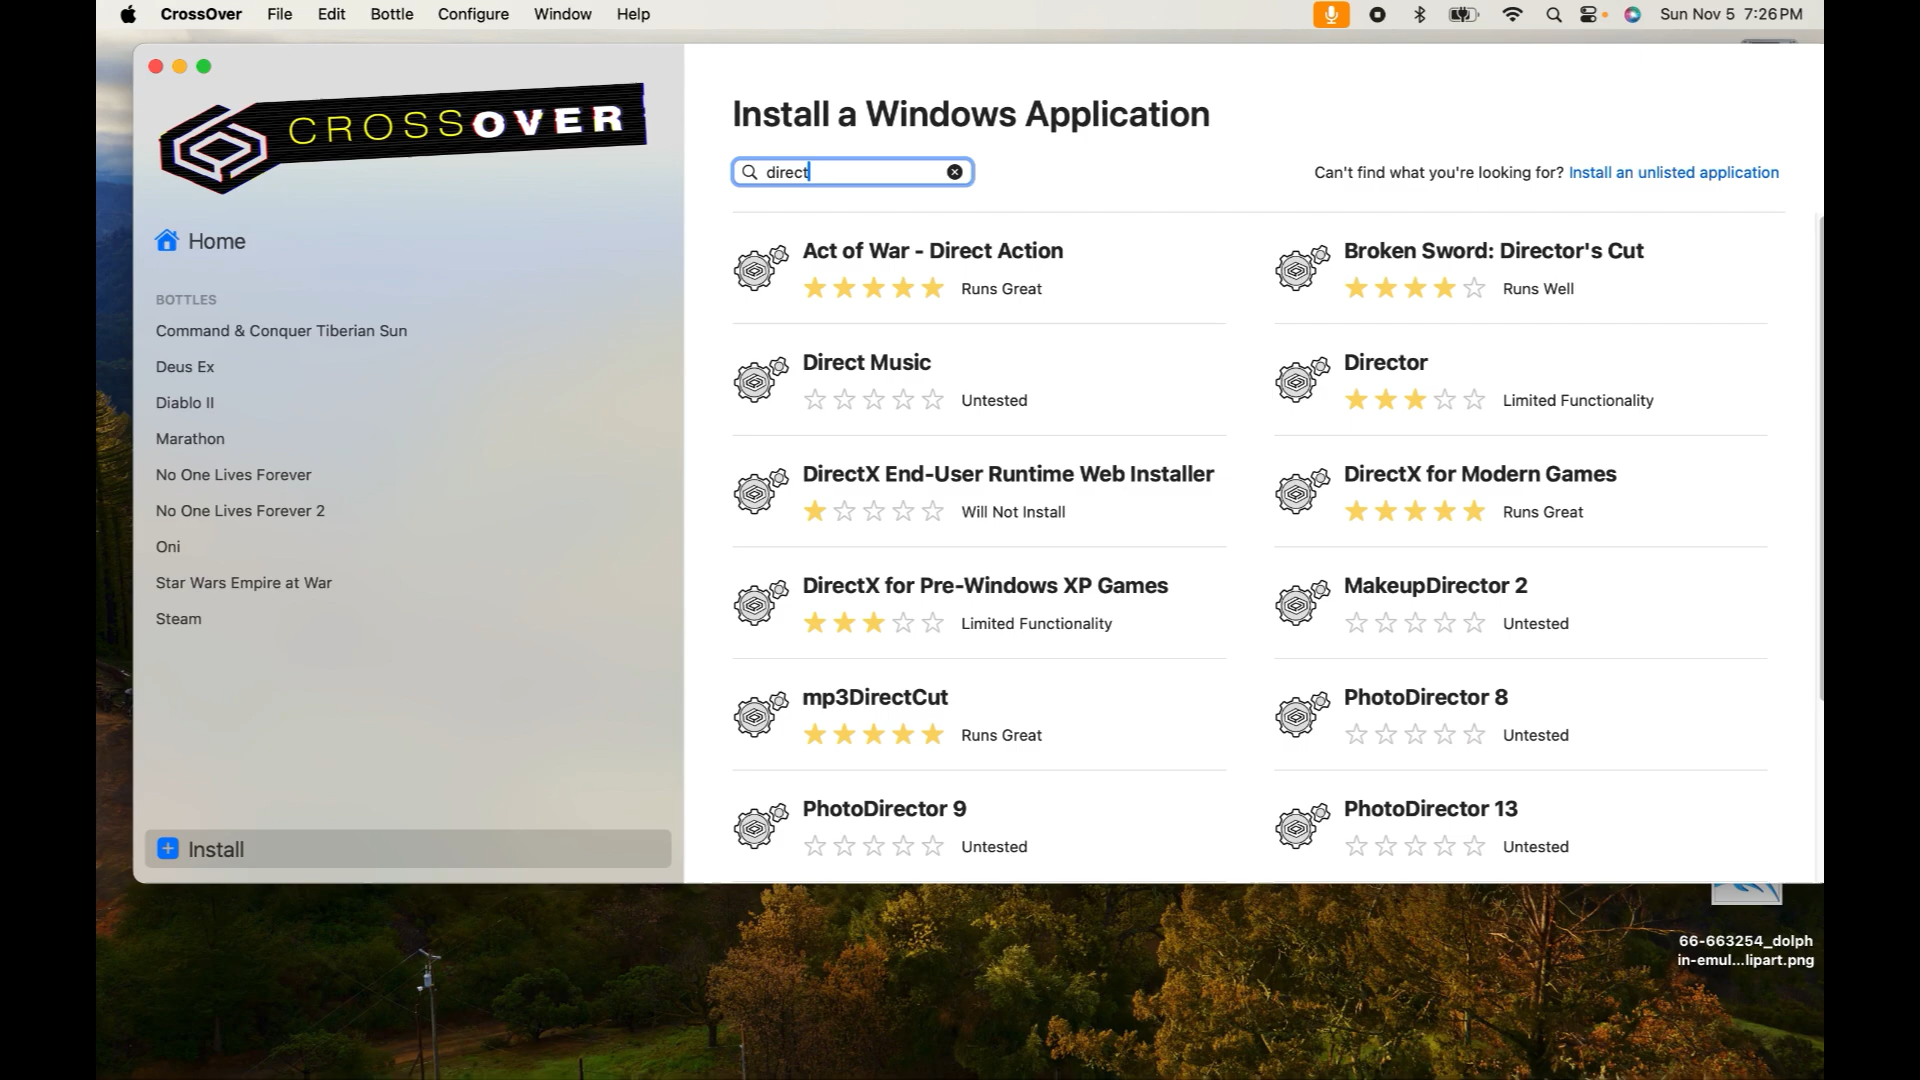 CrossOver File Edit Bottle Configure Window Help Sun Nov 5 7:26 PM
CROSSOVER
Install a Windows Application
direct
Can't find what you're looking for? Install an unlisted application
Home
BOTTLES
Command & Conquer Tiberian Sun
Deus Ex
Diablo II
Marathon
No One Lives Forever
No One Lives Forever 2
Oni
Star Wars Empire at War
Steam
Install
Act of War - Direct Action
Runs Great
Broken Sword: Director's Cut
Runs Well
Direct Music
Untested
Director
Limited Functionality
DirectX End-User Runtime Web Installer
Will Not Install
DirectX for Modern Games
Runs Great
DirectX for Pre-Windows XP Games
Limited Functionality
MakeupDirector 2
Untested
mp3DirectCut
Runs Great
PhotoDirector 8
Untested
PhotoDirector 9
Untested
PhotoDirector 13
Untested
66-663254_dolph
in-emul...lipart.png